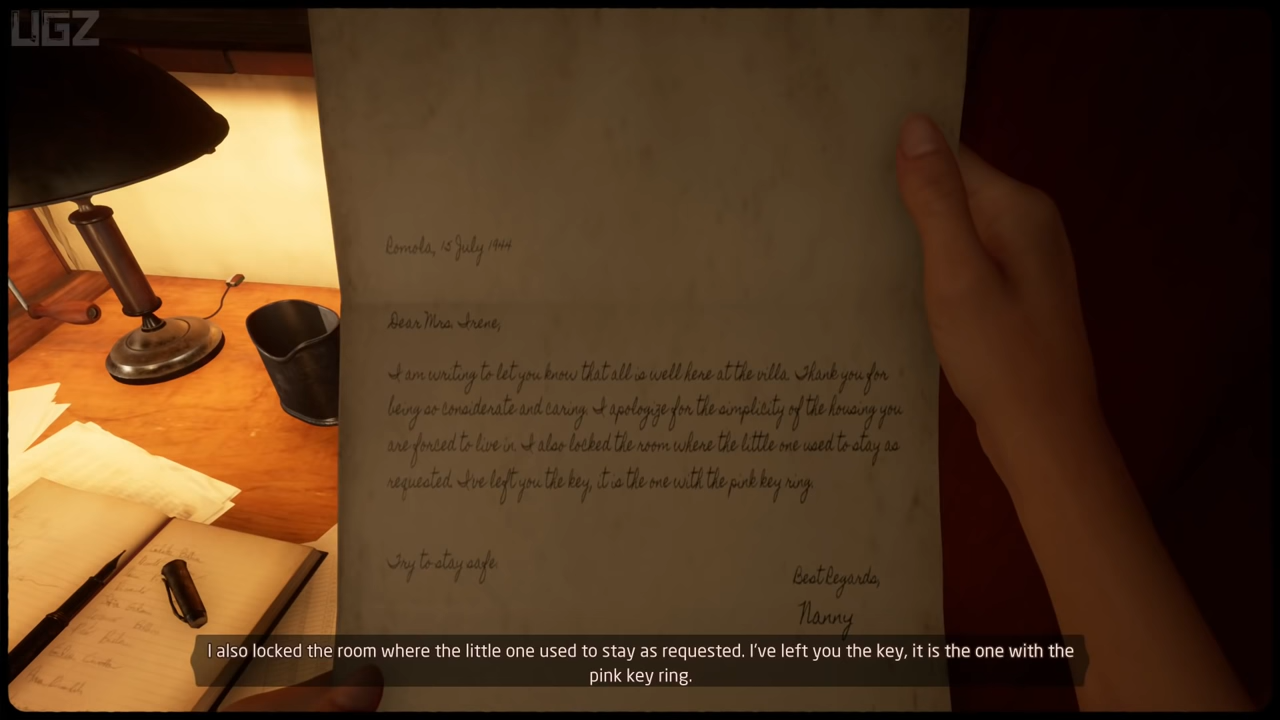 UGZ
Romola, 15 July 1944
Dear Mrs. Irene,
I am writing to let you know that all is well here at the villa. Thank you for
being so considerate and caring. I apologize for the simplicity of the housing you
are forced to live in. I also locked the room where the little one used to stay as
requested. I've left you the key, it is the one with the pink key ring.
Try to stay safe.
Best Regards,
Nanny
I also locked the room where the little one used to stay as requested. I've left you the key, it is the one with the
pink key ring.